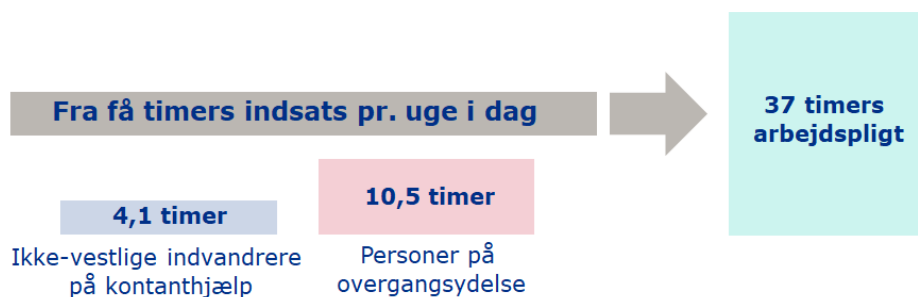 Fra få timers indsats pr. uge i dag
37 timers
arbejdspligt
4,1 timer
Ikke-vestlige indvandrere
på kontanthjælp
10,5 timer
Personer på
overgangsydelse